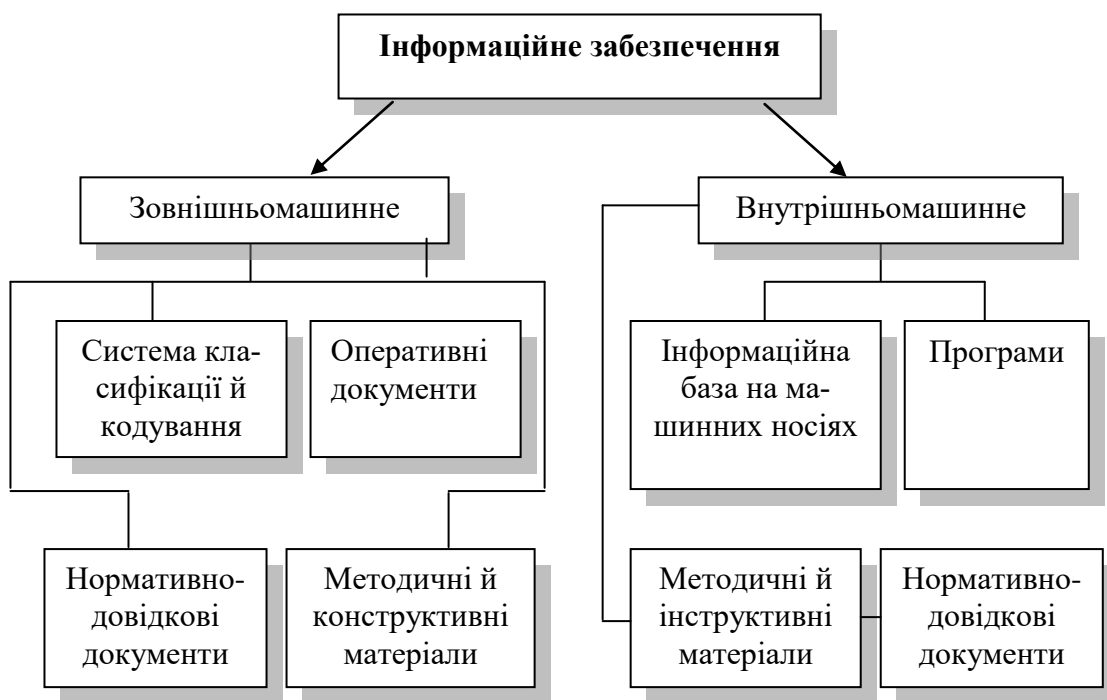 Інформаційне забезпечення
Зовнішньомашинне
Внутрішньомашинне
Система кла-
сифікації й
кодування
Оперативні
документи
Інформаційна
база на ма-
шинних носіях
Програми
Нормативно-
довідкові
документи
Методичні й
конструктивні
матеріали
Методичні й
інструктивні
матеріали
Нормативно-
довідкові
документи